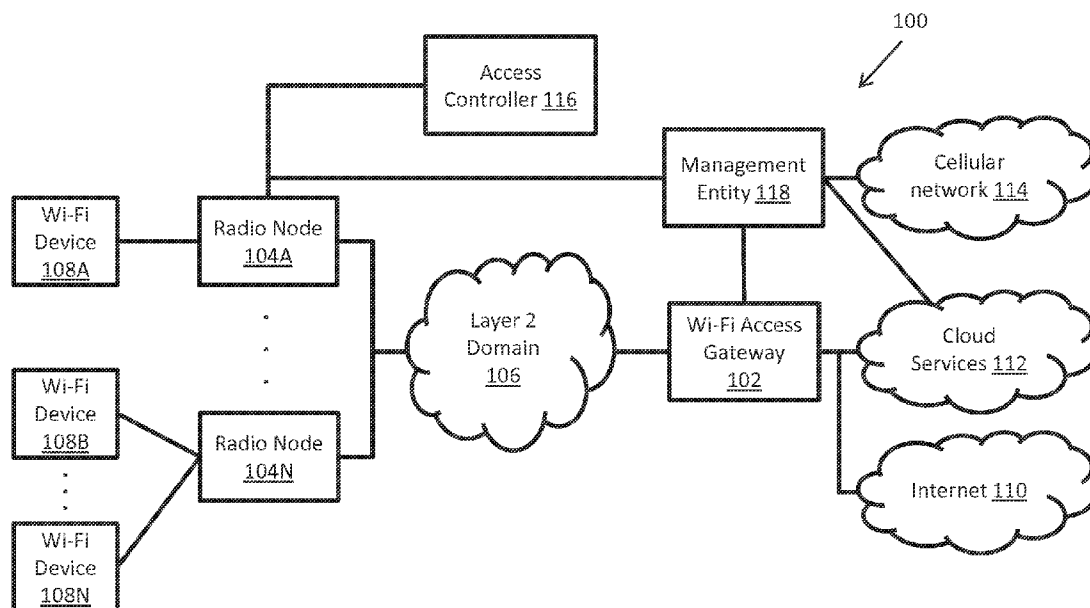 100
Access
Controller 116
Management
Entity 118
Cellular
network 114
Wi-Fi
Device
108A
Radio Node
104A
Layer 2
Domain
106
Wi-Fi Access
Gateway
102
Cloud
Services 112
Wi-Fi
Device
108B
Radio Node
104N
Internet 110
Wi-Fi
Device
108N